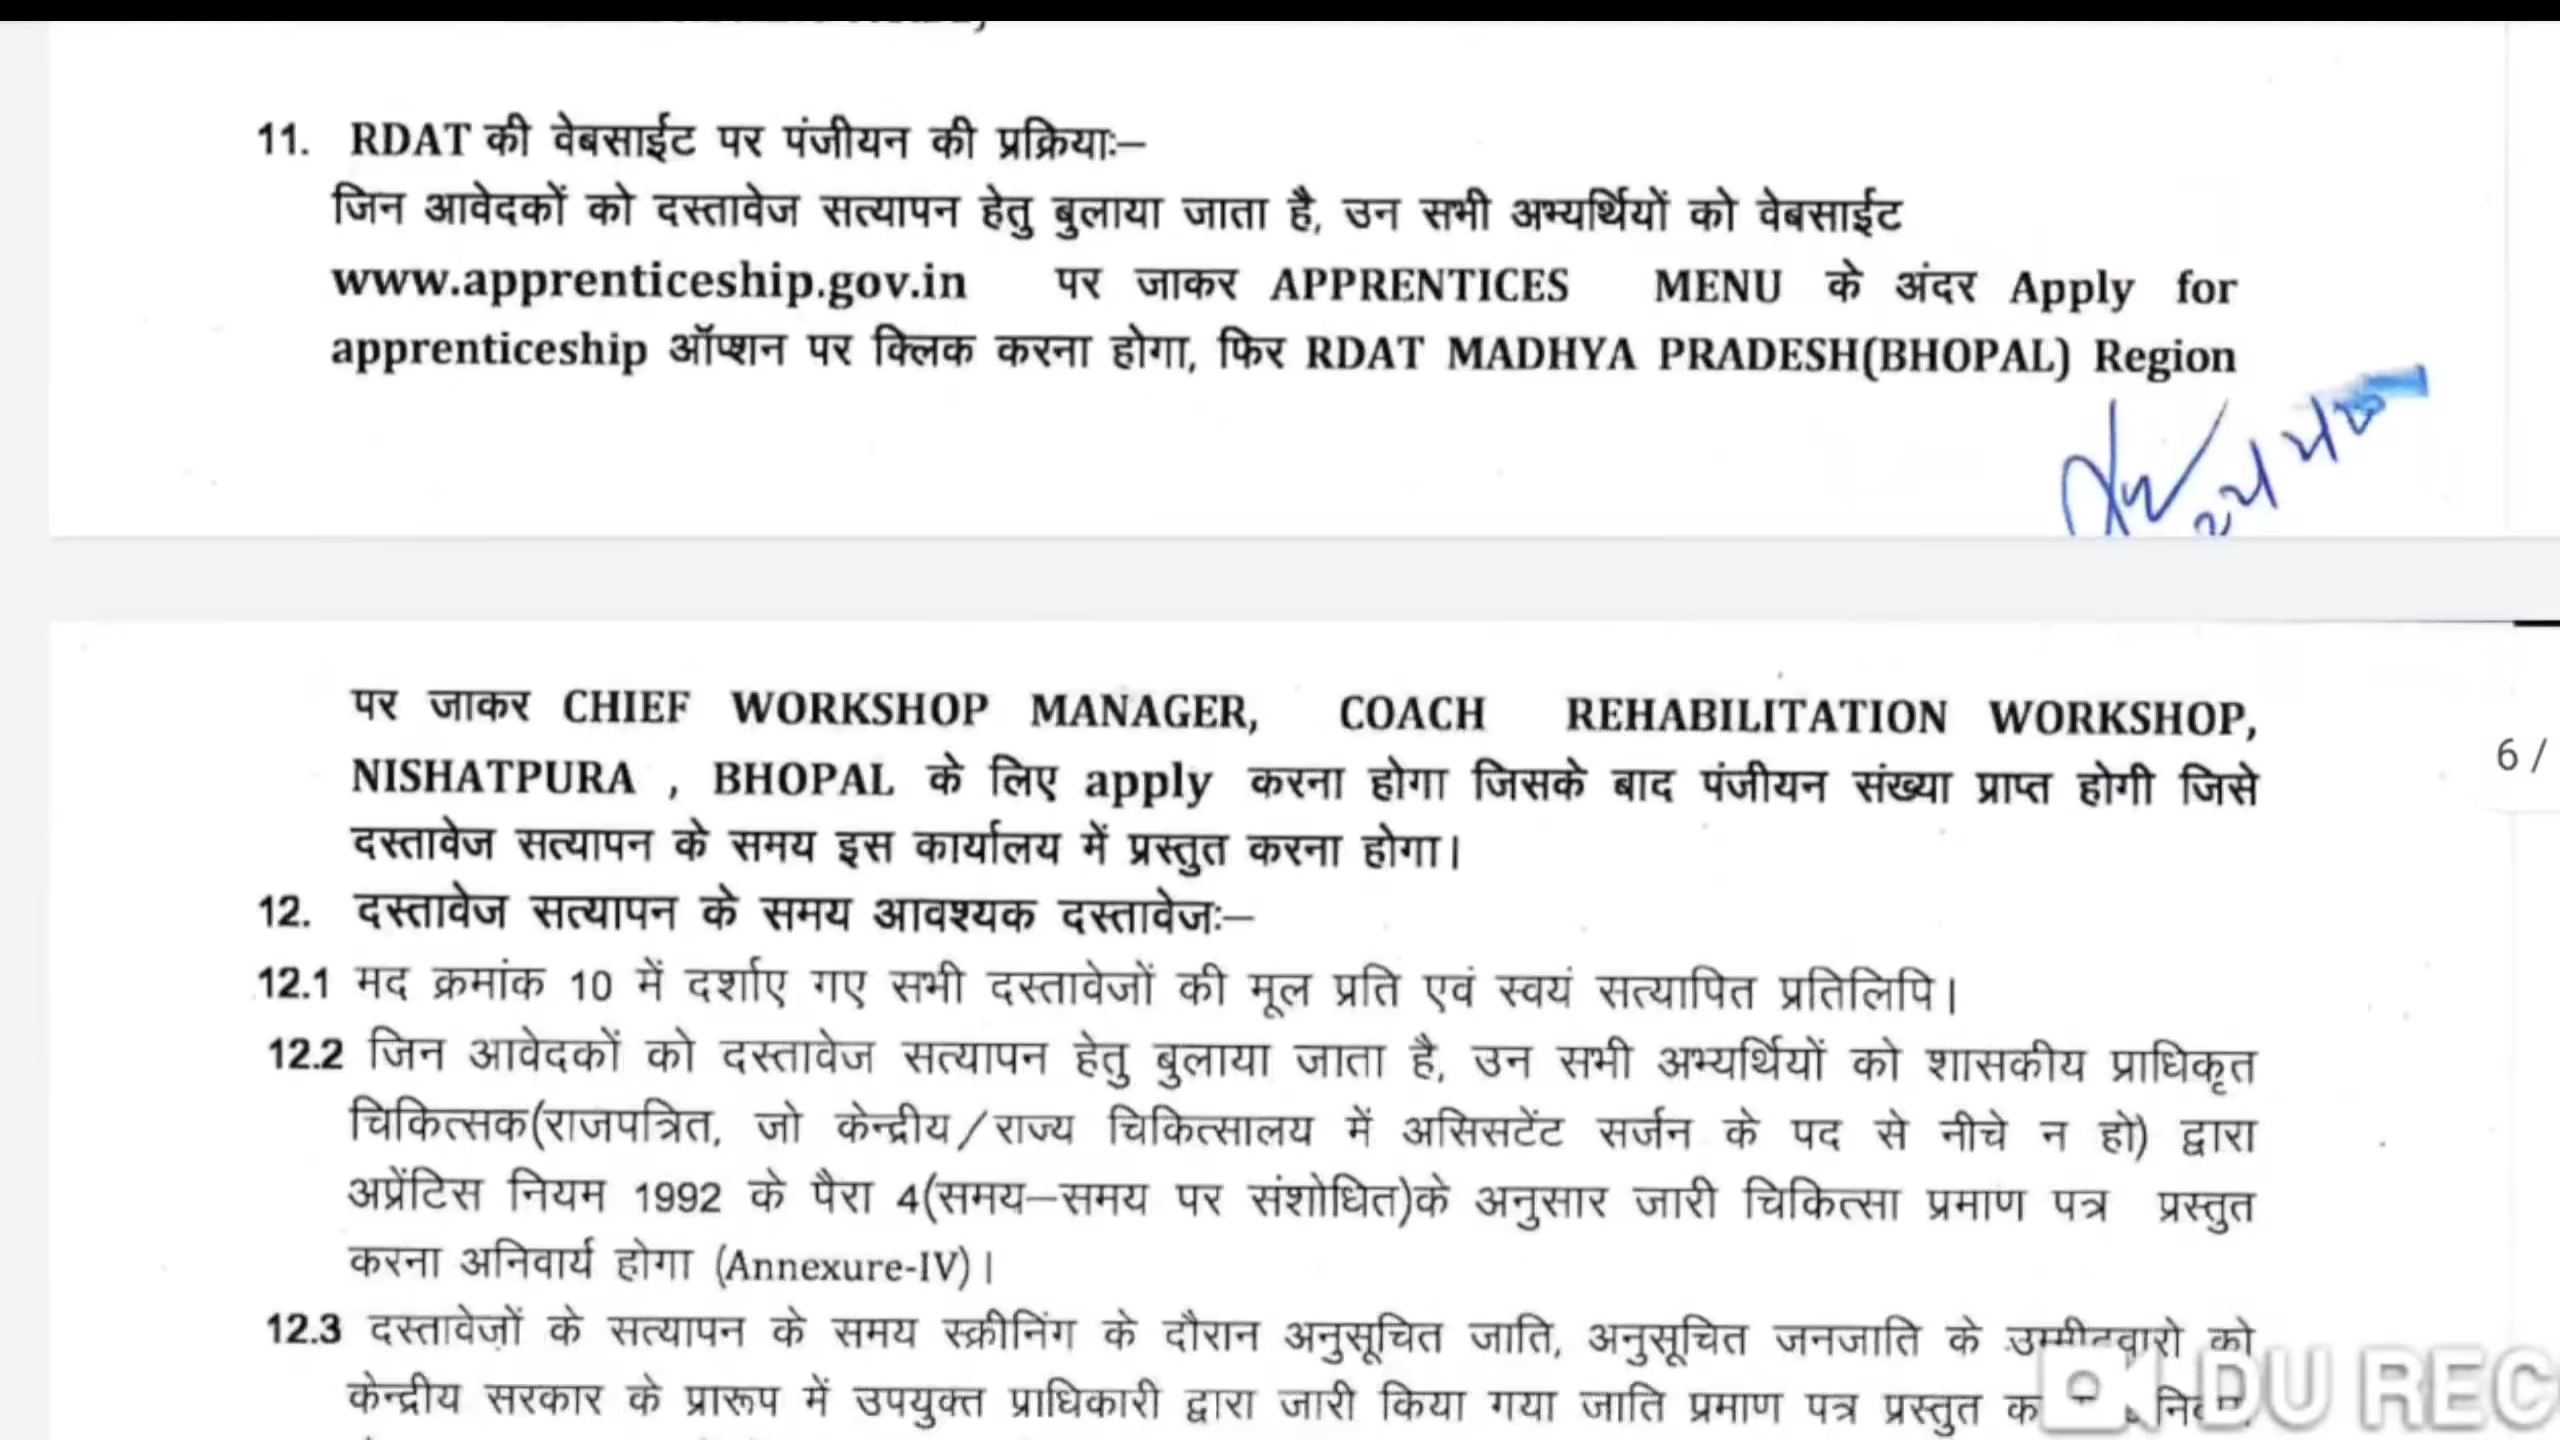 11. RDAT की वेबसाईट पर पंजीयन की प्रक्रियाः–
जिन आवेदकों को दस्तावेज सत्यापन हेतु बुलाया जाता है, उन सभी अभ्यर्थियों को वेबसाईट
www.apprenticeship.gov.in पर जाकर APPRENTICES MENU के अंदर Apply for
apprenticeship ऑप्शन पर क्लिक करना होगा, फिर RDAT MADHYA PRADESH(BHOPAL) Region
पर जाकर CHIEF WORKSHOP MANAGER, COACH REHABILITATION WORKSHOP,
NISHATPURA , BHOPAL के लिए apply करना होगा जिसके बाद पंजीयन संख्या प्राप्त होगी जिसे
6 /
दस्तावेज सत्यापन के समय इस कार्यालय में प्रस्तुत करना होगा।
12. दस्तावेज सत्यापन के समय आवश्यक दस्तावेजः–
12.1 मद क्रमांक 10 में दर्शाए गए सभी दस्तावेजों की मूल प्रति एवं स्वयं सत्यापित प्रतिलिपि।
12.2 जिन आवेदकों को दस्तावेज सत्यापन हेतु बुलाया जाता है, उन सभी अभ्यर्थियों को शासकीय प्राधिकृत
चिकित्सक(राजपत्रित, जो केन्द्रीय/राज्य चिकित्सालय में असिसटेंट सर्जन के पद से नीचे न हो) द्वारा
अप्रेंटिस नियम 1992 के पैरा 4(समय–समय पर संशोधित)के अनुसार जारी चिकित्सा प्रमाण पत्र प्रस्तुत
करना अनिवार्य होगा (Annexure-IV)।
12.3 दस्तावेज़ों के सत्यापन के समय स्क्रीनिंग के दौरान अनुसूचित जाति, अनुसूचित जनजाति के उम्मीदवारो को
केन्द्रीय सरकार के प्रारूप में उपयुक्त प्राधिकारी द्वारा जारी किया गया जाति प्रमाण पत्र प्रस्तुत
DU REC